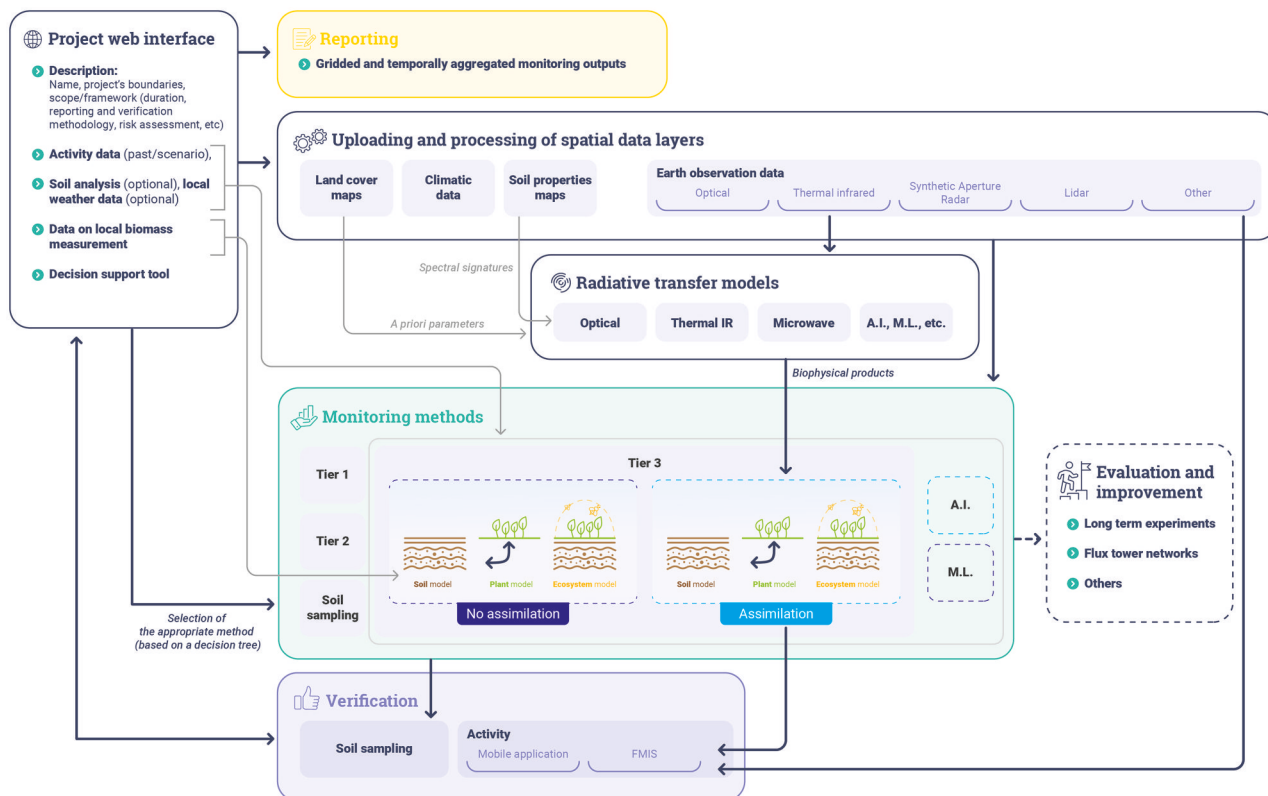 Project web interface
Description:
Name, project's boundaries,
scope/framework (duration,
reporting and verification
methodology, risk assessment, etc)
Activity data (past/scenario),
Soil analysis (optional), local
weather data (optional)
Data on local biomass
measurement
Decision support tool
Reporting
Gridded and temporally aggregated monitoring outputs
Uploading and processing of spatial data layers
Land cover
maps
Climatic
data
Soil properties
maps
Earth observation data
Optical
Thermal infrared
Synthetic Aperture
Radar
Lidar
Other
Spectral signatures
A priori parameters
Radiative transfer models
Optical
Thermal IR
Microwave
A.I., M.L., etc.
Biophysical products
Monitoring methods
Tier 1
Tier 2
Soil
sampling
Tier 3
Soil model
Plant model
Ecosystem model
No assimilation
Soil model
Plant model
Ecosystem model
Assimilation
A.I.
M.L.
Evaluation and
improvement
Long term experiments
Flux tower networks
Others
Selection of
the appropriate method
(based on a decision tree)
Verification
Soil sampling
Activity
Mobile application
FMIS